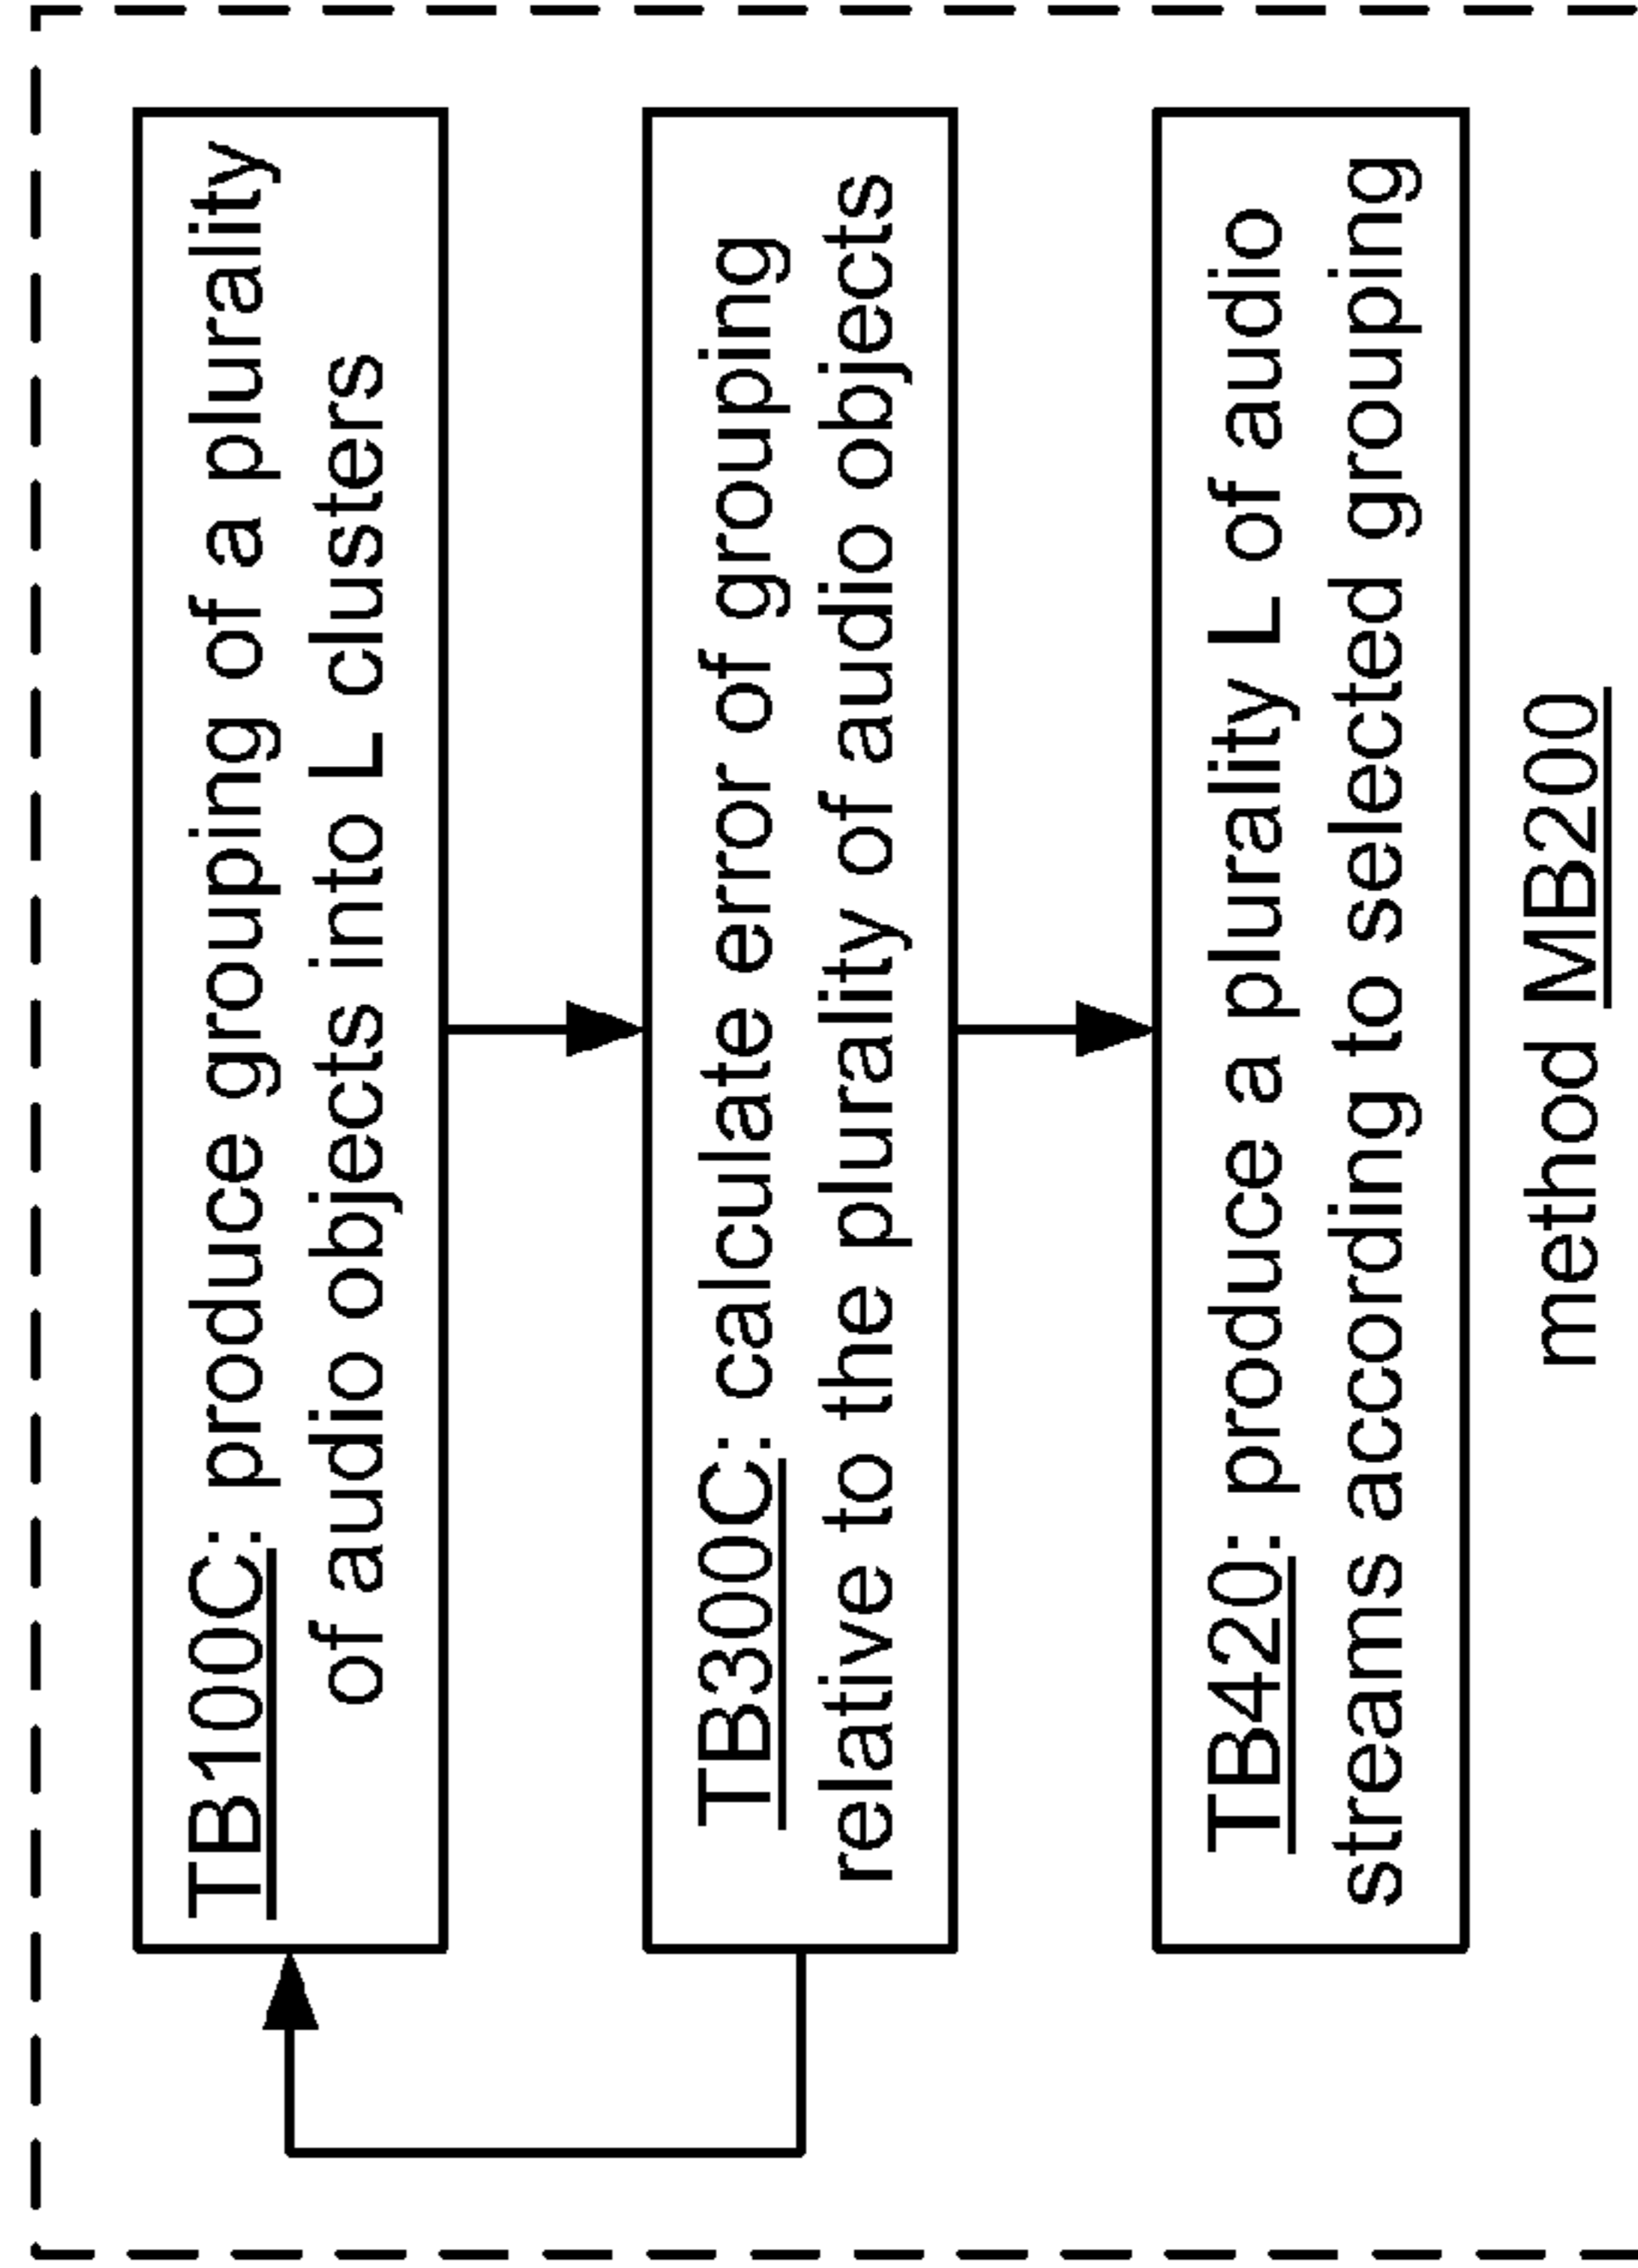 TB100C: produce grouping of a plurality
of audio objects into L clusters
TB300C: calculate error of grouping
relative to the plurality of audio objects
TB420: produce a plurality L of audio
streams according to selected grouping
method MB200